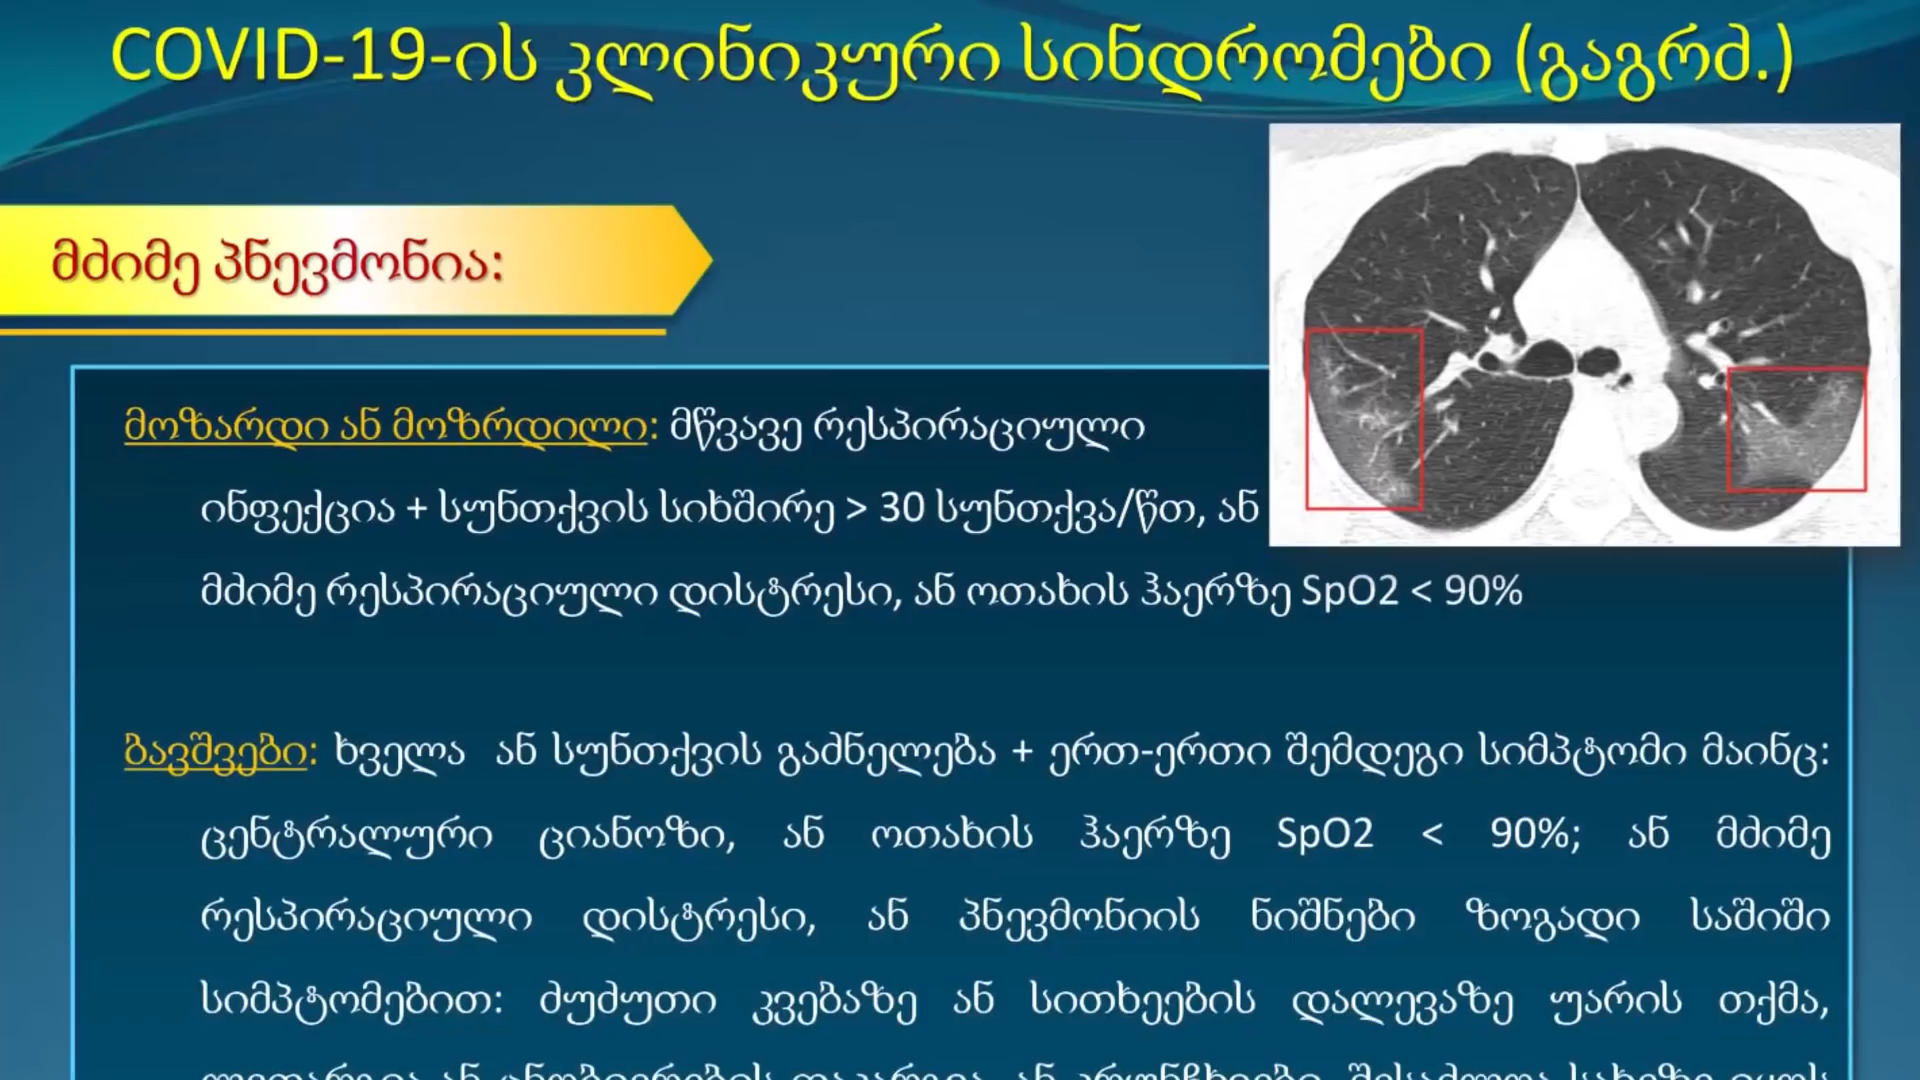 COVID-19-ის კლინიკური სინდრომები (გაგრძ.)
მძიმე პნევმონია:
მოზარდი ან მოზრდილი: მწვავე რესპირაციული
ინფექცია + სუნთქვის სიხშირე > 30 სუნთქვა/წთ, ან
მძიმე რესპირაციული დისტრესი, ან ოთახის ჰაერზე SpO2 < 90%
ბავშვები: ხველა ან სუნთქვის გაძნელება + ერთ-ერთი შემდეგი სიმპტომი მაინც:
ცენტრალური ციანოზი, ან ოთახის ჰაერზე SpO2 < 90%; ან მძიმე
რესპირაციული დისტრესი, ან პნევმონიის ნიშნები ზოგადი საშიში
სიმპტომებით: ძუძუთი კვებაზე ან სითხეების დალევაზე უარის თქმა,